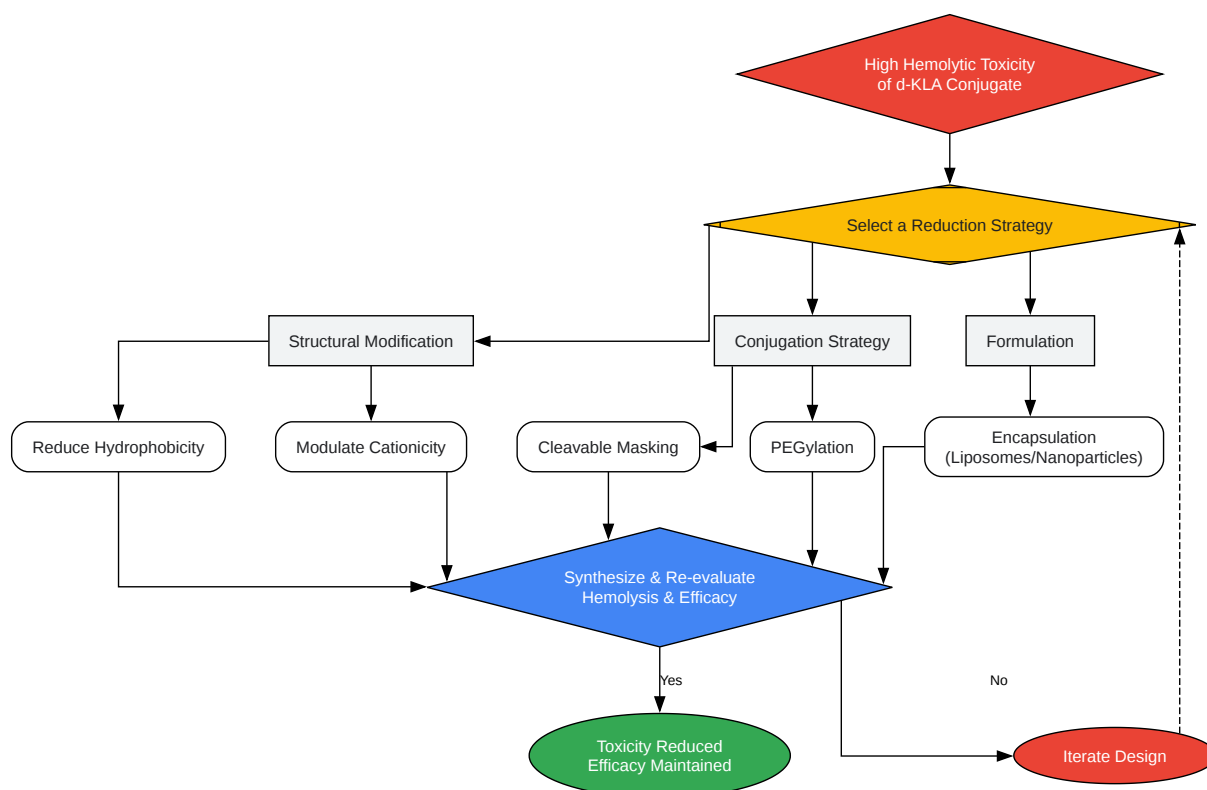 High Hemolytic Toxicity
of d-KLA Conjugate
Select a Reduction Strategy
Structural Modification
Conjugation Strategy
Formulation
Reduce Hydrophobicity
Modulate Cationicity
Cleavable Masking
PEGylation
Encapsulation
(Liposomes/Nanoparticles)
Synthesize & Re-evaluate
Hemolysis & Efficacy
Yes
No
Toxicity Reduced
Efficacy Maintained
Iterate Design